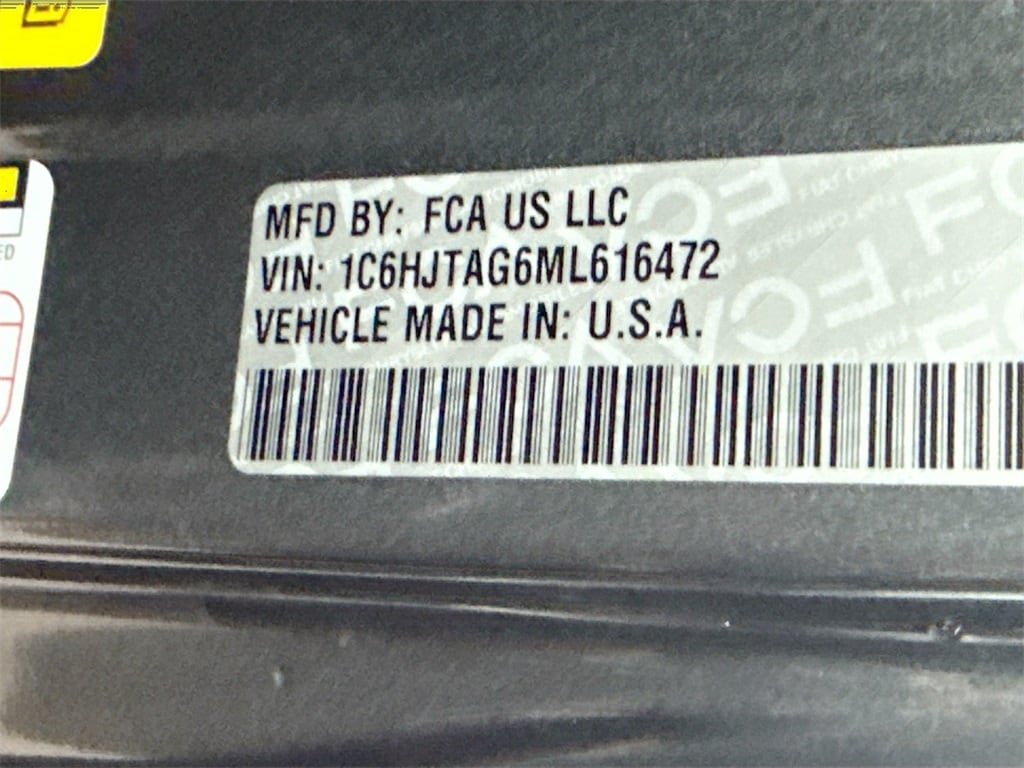 MFD BY: FCA US LLC
VIN: 1C6HJTAG6ML616472
VEHICLE MADE IN: U.S.A.